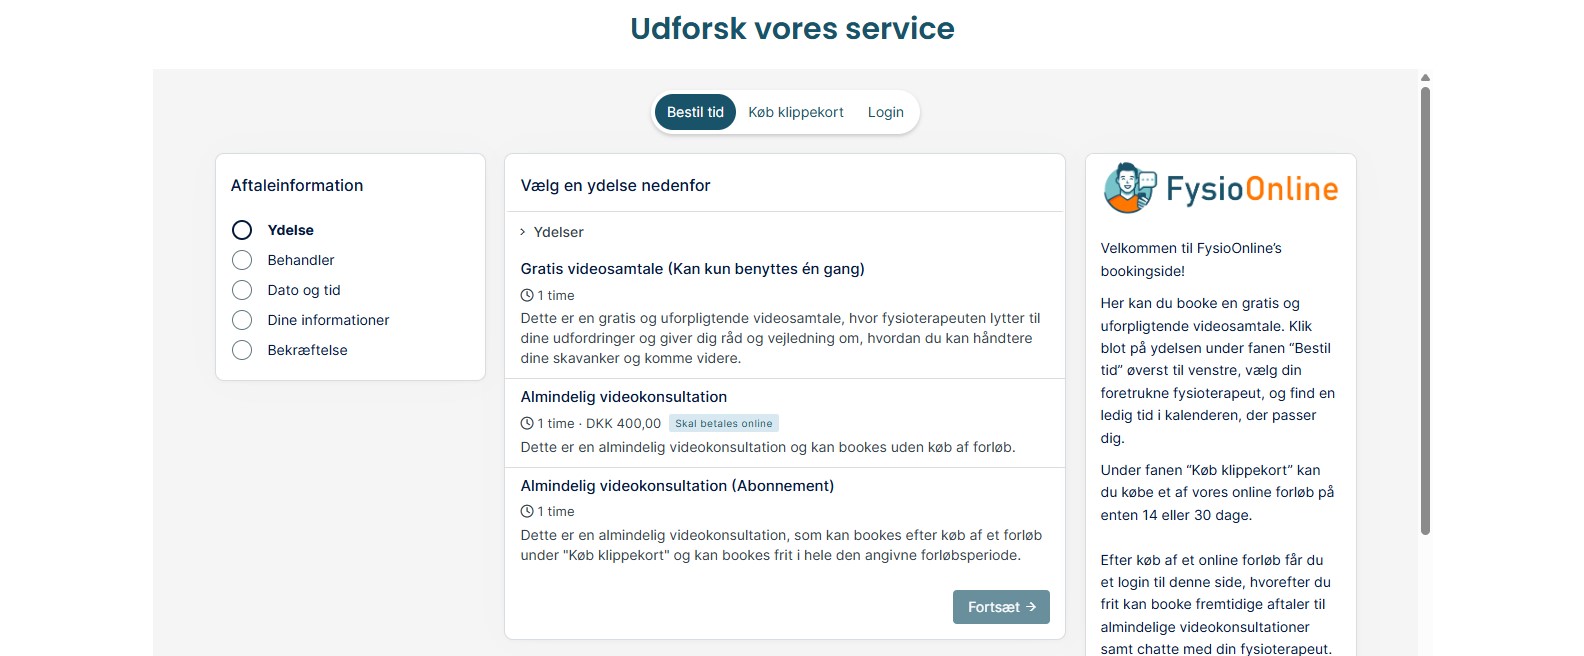 Udforsk vores service
Bestil tid
Køb klippekort
Login
Aftaleinformation
Ydelse
Behandler
Dato og tid
Dine informationer
Bekræftelse
Vælg en ydelse nedenfor
Ydelser
Gratis videosamtale (Kan kun benyttes én gang)
1 time
Dette er en gratis og uforpligtende videosamtale, hvor fysioterapeuten lytter til
dine udfordringer og giver dig råd og vejledning om, hvordan du kan håndtere
dine skavanker og komme videre.
Almindelig videokonsultation
1 time · DKK 400,00 Skal betales online
Dette er en almindelig videokonsultation og kan bookes uden køb af forløb.
Almindelig videokonsultation (Abonnement)
1 time
Dette er en almindelig videokonsultation, som kan bookes efter køb af et forløb
under "Køb klippekort" og kan bookes frit i hele den angivne forløbsperiode.
Fortsæt →
FysioOnline
Velkommen til FysioOnline’s
bookingside!
Her kan du booke en gratis og
uforpligtende videosamtale. Klik
blot på ydelsen under fanen “Bestil
tid” øverst til venstre, vælg din
foretrukne fysioterapeut, og find en
ledig tid i kalenderen, der passer
dig.
Under fanen “Køb klippekort” kan
du købe et af vores online forløb på
enten 14 eller 30 dage.
Efter køb af et online forløb får du
et login til denne side, hvorefter du
frit kan booke fremtidige aftaler til
almindelige videokonsultationer
samt chatte med din fysioterapeut.